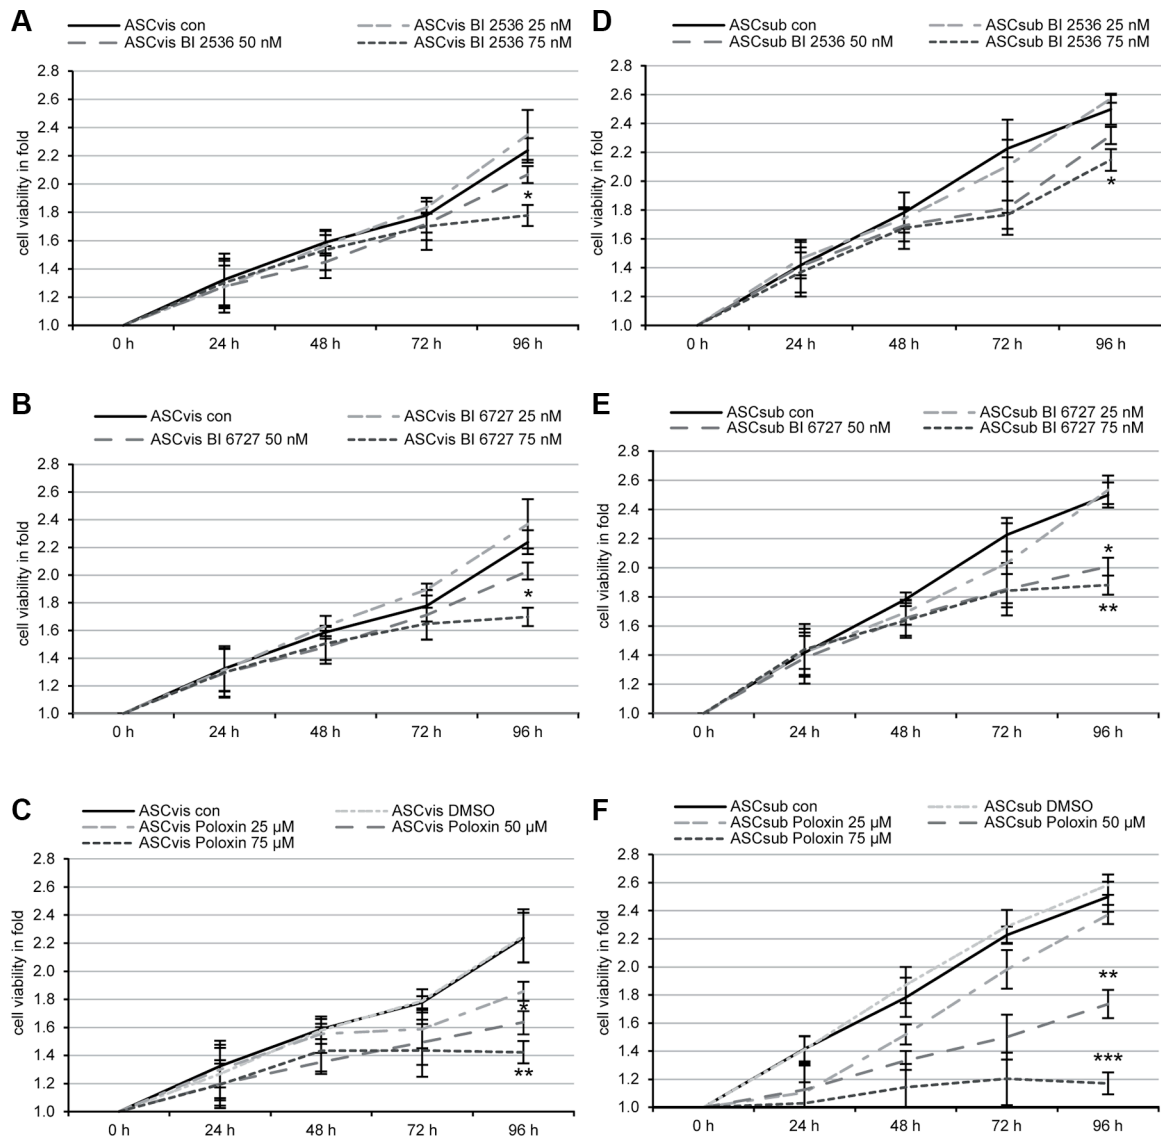 A
ASCvis con
ASCvis BI 2536 25 nM
ASCvis BI 2536 50 nM
ASCvis BI 2536 75 nM
cell viability in fold
2.8
2.6
2.4
2.2
2.0
1.8
1.6
1.4
1.2
1.0
*
0 h 24 h 48 h 72 h 96 h
D
ASCsub con
ASCsub BI 2536 25 nM
ASCsub BI 2536 50 nM
ASCsub BI 2536 75 nM
cell viability in fold
2.8
2.6
2.4
2.2
2.0
1.8
1.6
1.4
1.2
1.0
*
0 h 24 h 48 h 72 h 96 h
B
ASCvis con
ASCvis BI 6727 25 nM
ASCvis BI 6727 50 nM
ASCvis BI 6727 75 nM
cell viability in fold
2.8
2.6
2.4
2.2
2.0
1.8
1.6
1.4
1.2
1.0
*
0 h 24 h 48 h 72 h 96 h
E
ASCsub con
ASCsub BI 6727 25 nM
ASCsub BI 6727 50 nM
ASCsub BI 6727 75 nM
cell viability in fold
2.8
2.6
2.4
2.2
2.0
1.8
1.6
1.4
1.2
1.0
*
**
0 h 24 h 48 h 72 h 96 h
C
ASCvis con
ASCvis DMSO
ASCvis Poloxin 25 µM
ASCvis Poloxin 50 µM
ASCvis Poloxin 75 µM
cell viability in fold
2.8
2.6
2.4
2.2
2.0
1.8
1.6
1.4
1.2
1.0
*
**
0 h 24 h 48 h 72 h 96 h
F
ASCsub con
ASCsub DMSO
ASCsub Poloxin 25 µM
ASCsub Poloxin 50 µM
ASCsub Poloxin 75 µM
cell viability in fold
2.8
2.6
2.4
2.2
2.0
1.8
1.6
1.4
1.2
1.0
**
***
0 h 24 h 48 h 72 h 96 h